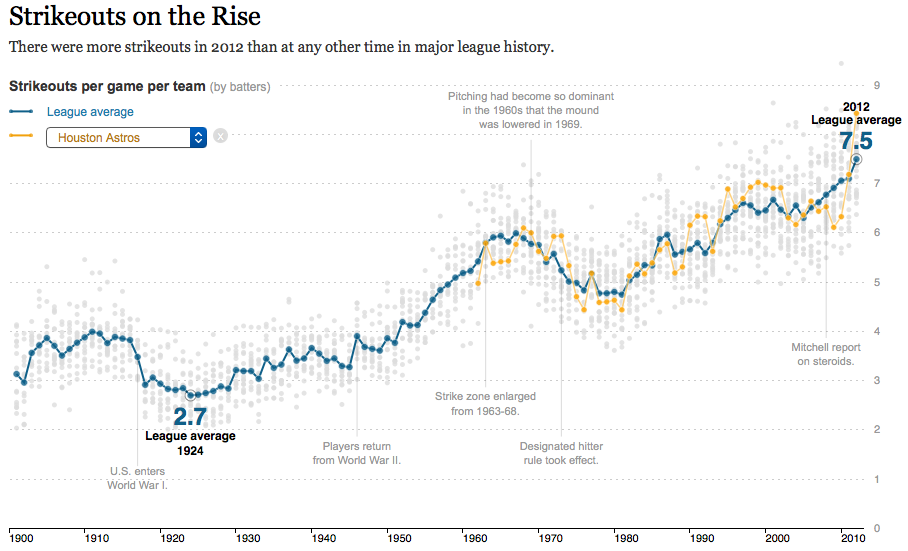 Strikeouts on the Rise
There were more strikeouts in 2012 than at any other time in major league history.
Strikeouts per game per team (by batters)
League average
Houston Astros
x
Pitching had become so dominant
in the 1960s that the mound
was lowered in 1969.
2012
League average
7.5
9
7
6
5
4
3
2
1
0
Mitchell report
on steroids.
Strike zone enlarged
from 1963-68.
2.7
League average
1924
Players return
from World War II.
Designated hitter
rule took effect.
U.S. enters
World War I.
1900 1910 1920 1930 1940 1950 1960 1970 1980 1990 2000 2010